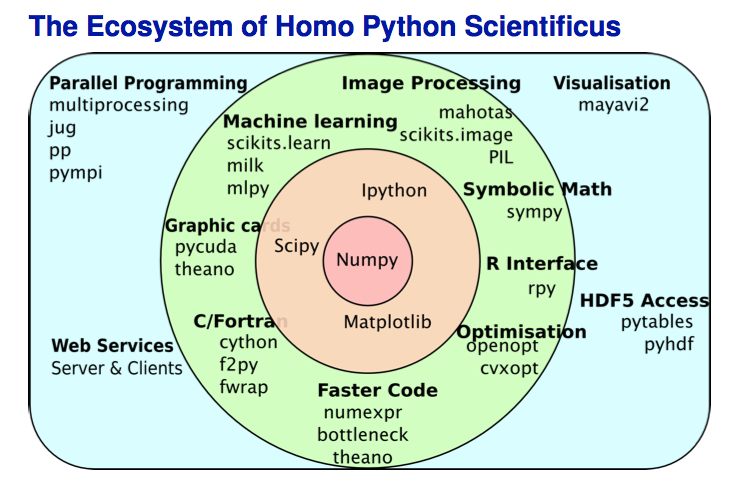 The Ecosystem of Homo Python Scientificus
Parallel Programming
multiprocessing
jug
pp
pympi
Image Processing
mahotas
scikits.image
PIL
Visualisation
mayavi2
Machine learning
scikits.learn
milk
mlpy
Ipython
Symbolic Math
sympy
Graphic cards
pycuda
theano
Scipy
Numpy
R Interface
rpy
HDF5 Access
pytables
pyhdf
C/Fortran
cython
f2py
fwrap
Matplotlib
Optimisation
openopt
cvxopt
Web Services
Server & Clients
Faster Code
numexpr
bottleneck
theano